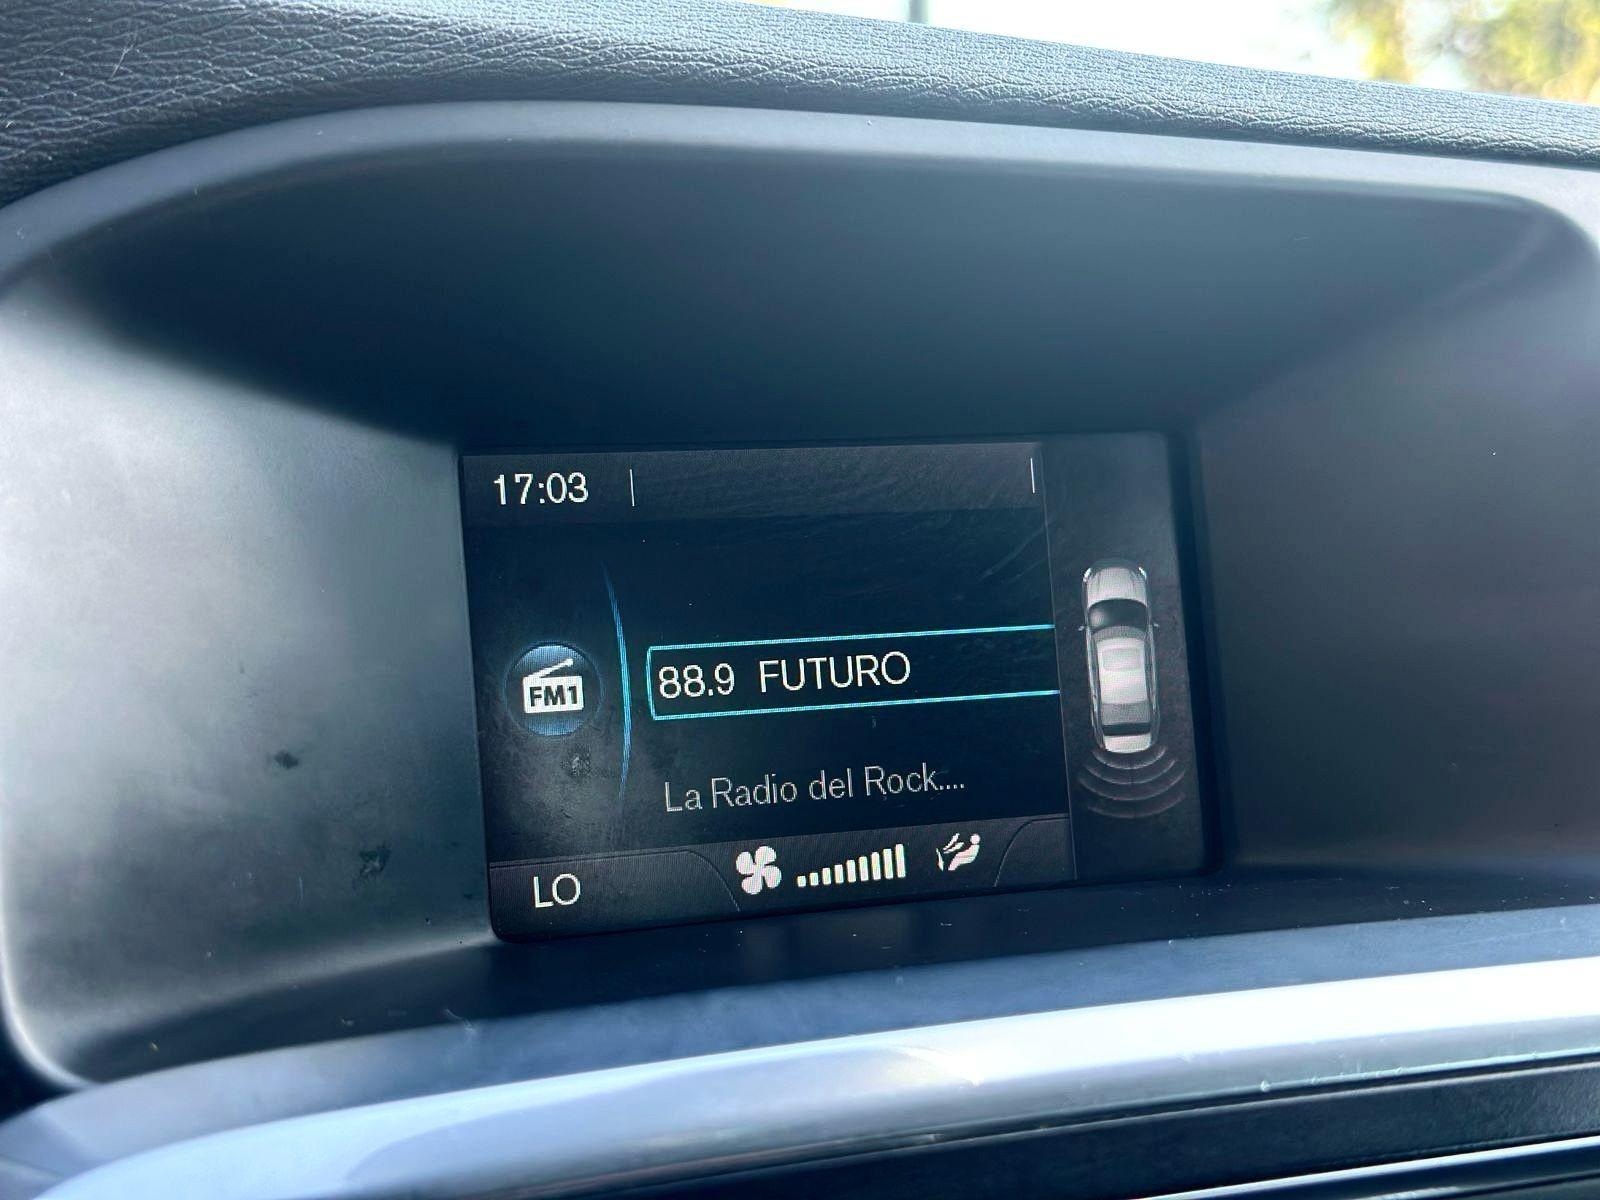 17:03
FM1
88.9 FUTURO
La Radio del Rock....
LO